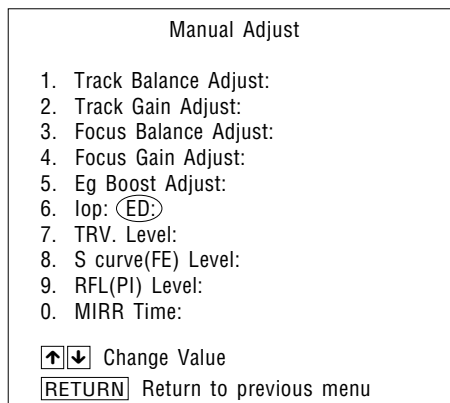 Manual Adjust
1. Track Balance Adjust:
2. Track Gain Adjust:
3. Focus Balance Adjust:
4. Focus Gain Adjust:
5. Eg Boost Adjust:
6. Iop: ED:
7. TRV. Level:
8. S curve(FE) Level:
9. RFL(PI) Level:
0. MIRR Time:
↑ ↓ Change Value
RETURN Return to previous menu